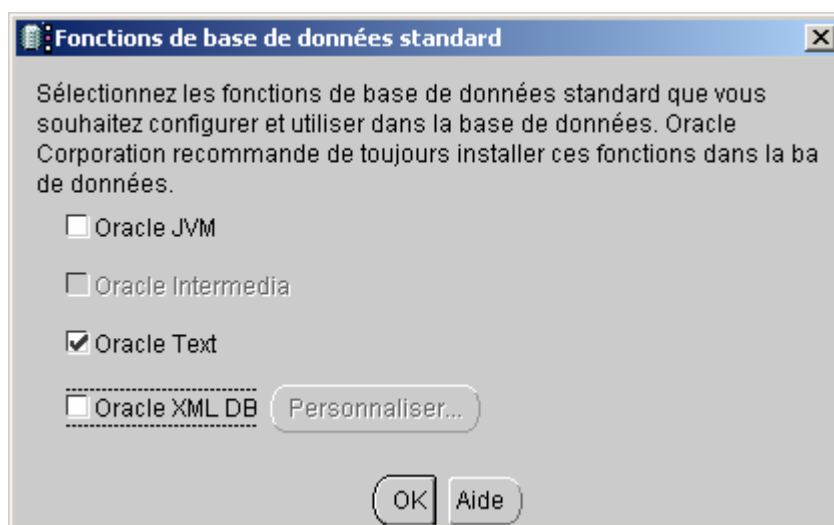 Fonctions de base de données standard
Sélectionnez les fonctions de base de données standard que vous
souhaitez configurer et utiliser dans la base de données. Oracle
Corporation recommande de toujours installer ces fonctions dans la ba
de données.
Oracle JVM
Oracle Intermedia
Oracle Text
Oracle XML DB Personnaliser...
OK Aide